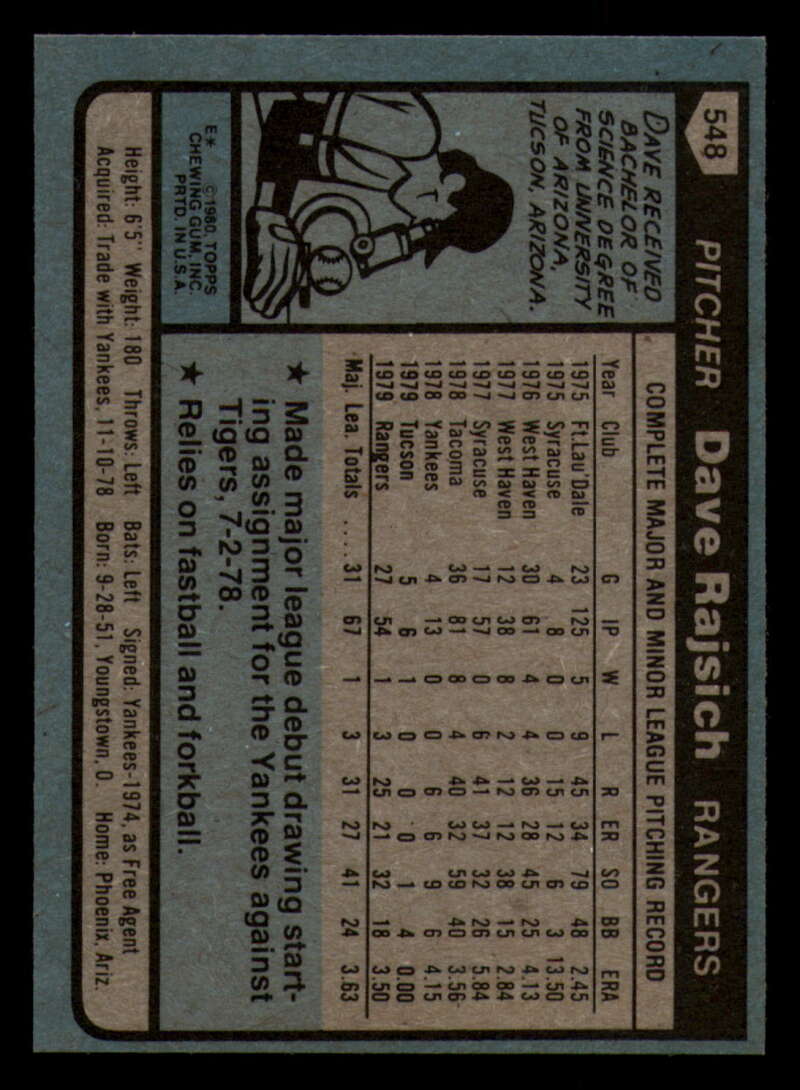 548 PITCHER Dave Rajsich RANGERS
DAVE RECEIVED
BACHELOR OF
SCIENCE DEGREE
FROM UNIVERSITY
OF ARIZONA,
TUCSON, ARIZONA.
E* ©1980, TOPPS
CHEWING GUM, INC.
PRTD. IN U.S.A.
COMPLETE MAJOR AND MINOR LEAGUE PITCHING RECORD
Year Club G IP W L R ER SO BB ERA
1975 Ft.Lau'Dale 23 125 5 9 45 34 79 48 2.45
1975 Syracuse 4 8 0 0 15 12 6 3 13.50
1976 West Haven 30 61 4 4 36 28 45 25 4.13
1977 West Haven 12 38 8 2 12 12 38 15 2.84
1977 Syracuse 17 57 0 6 41 37 32 26 5.84
1978 Tacoma 36 81 8 4 40 32 59 40 3.56
1978 Yankees 4 13 0 0 6 6 9 6 4.15
1979 Tucson 5 6 1 0 0 0 1 4 0.00
1979 Rangers 27 54 1 3 25 21 32 18 3.50
Maj. Lea. Totals .... 31 67 1 3 31 27 41 24 3.63
★ Made major league debut drawing start-
ing assignment for the Yankees against
Tigers, 7-2-78.
★ Relies on fastball and forkball.
Height: 6'5" Weight: 180 Throws: Left Bats: Left Signed: Yankees-1974, as Free Agent
Acquired: Trade with Yankees, 11-10-78 Born: 9-28-51, Youngstown, O. Home: Phoenix, Ariz.